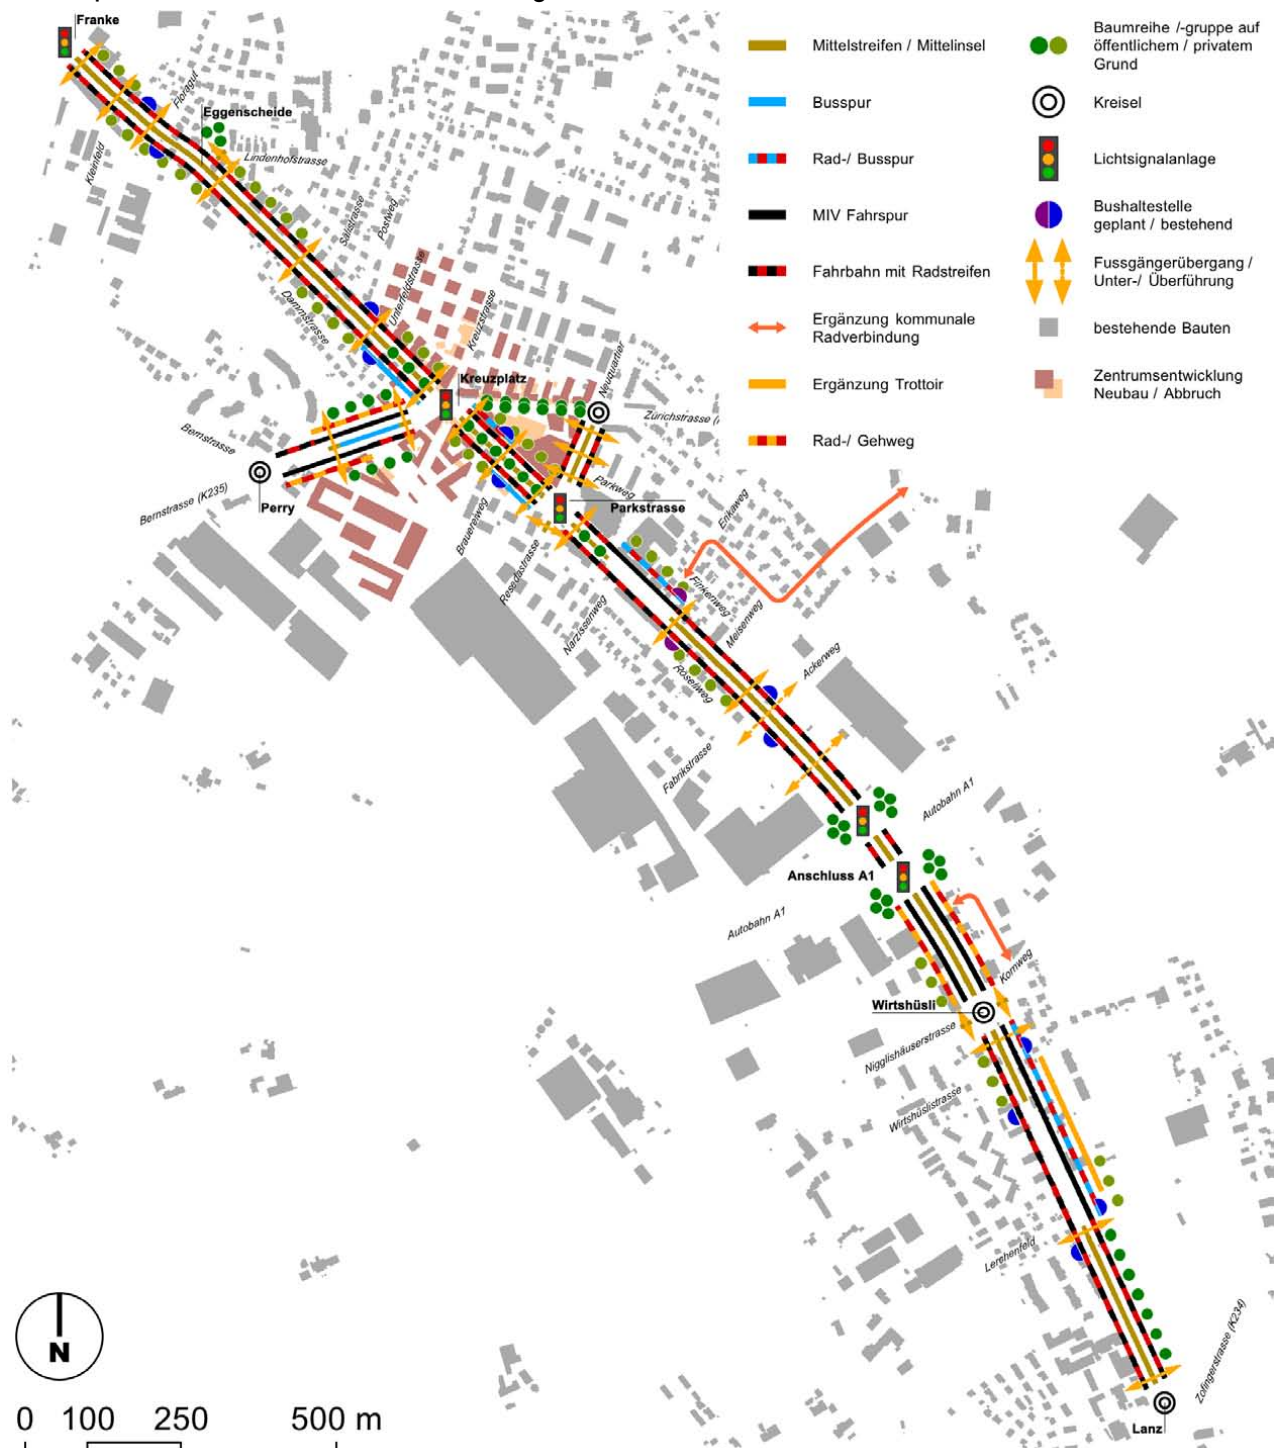 Franke
Floragut
Eggenscheide
Lindenhofstrasse
Kleinfeld
Sälistrasse
Postweg
Unterfeldstrasse
Kreuzstrasse
Dammstrasse
Kreuzplatz
Neuquartier
Zürichstrasse (
Bernstrasse
Bernstrasse (K235)
Perry
Parkweg
Parkstrasse
Brauereiweg
Resedastrasse
Erikaweg
Finkenweg
Meisenweg
Narzissenweg
Rösliweg
Ackerweg
Fabrikstrasse
Autobahn A1
Anschluss A1
Autobahn A1
Kornweg
Wirtshüsli
Nigglishäuserstrasse
Wirtshüslistrasse
Lerchenfeld
Zofingerstrasse (K234)
Lanz
Mittelstreifen / Mittelinsel
Busspur
Rad-/ Busspur
MIV Fahrspur
Fahrbahn mit Radstreifen
Ergänzung kommunale
Radverbindung
Ergänzung Trottoir
Rad-/ Gehweg
Baumreihe /-gruppe auf
öffentlichem / privatem
Grund
Kreisel
Lichtsignalanlage
Bushaltestelle
geplant / bestehend
Fussgängerübergang /
Unter-/ Überführung
bestehende Bauten
Zentrumsentwicklung
Neubau / Abbruch
N
0 100 250 500 m